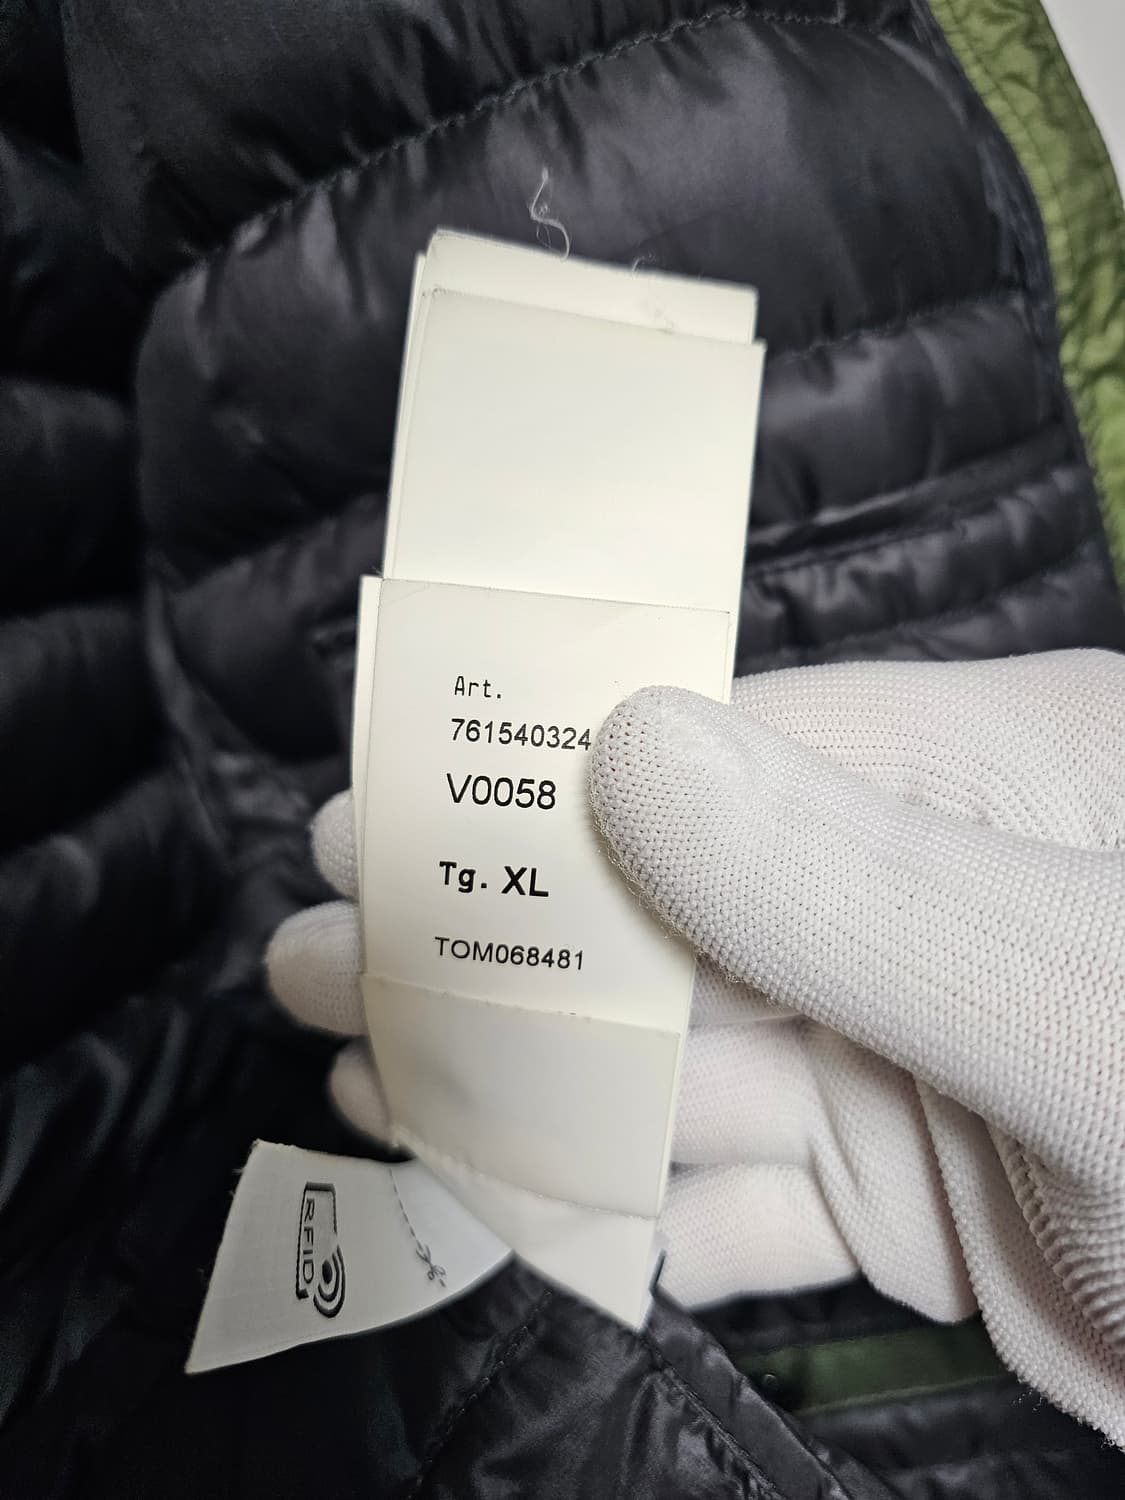 Art.
761540324
V0058
Tg. XL
TOM068481
RFID